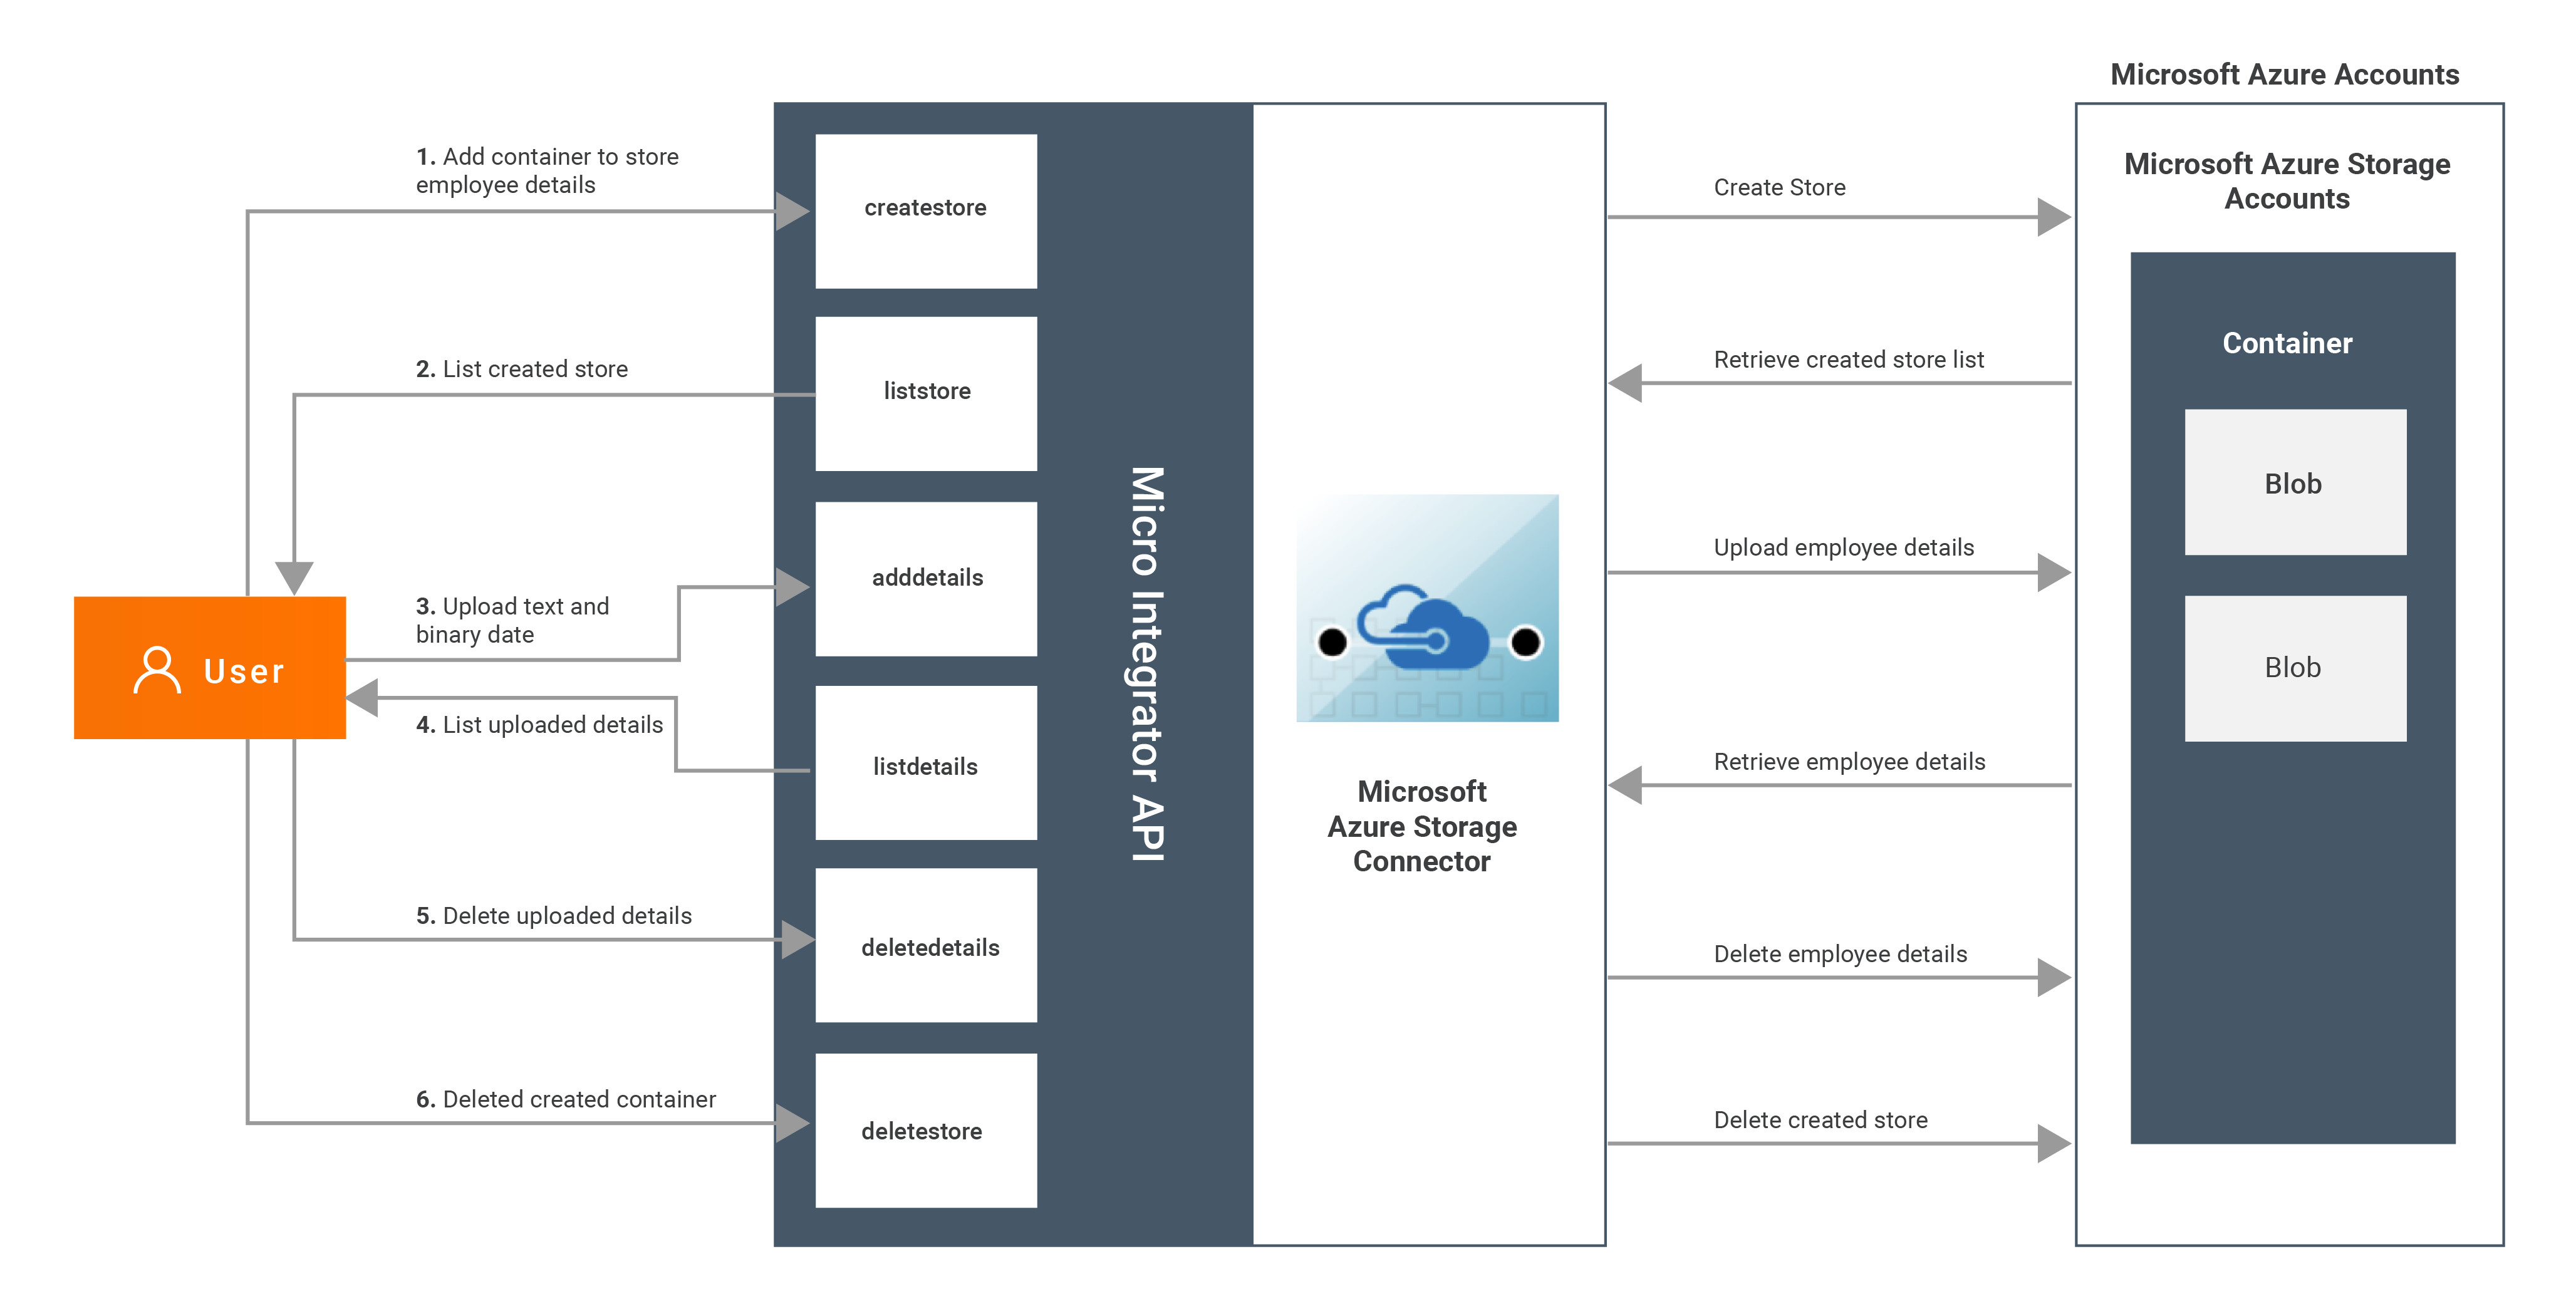 Microsoft Azure Accounts
1. Add container to store
employee details
2. List created store
3. Upload text and
binary date
4. List uploaded details
5. Delete uploaded details
6. Deleted created container
User
createstore
liststore
adddetails
listdetails
deletedetails
deletestore
Micro Integrator API
Microsoft
Azure Storage
Connector
Create Store
Retrieve created store list
Upload employee details
Retrieve employee details
Delete employee details
Delete created store
Microsoft Azure Storage
Accounts
Container
Blob
Blob